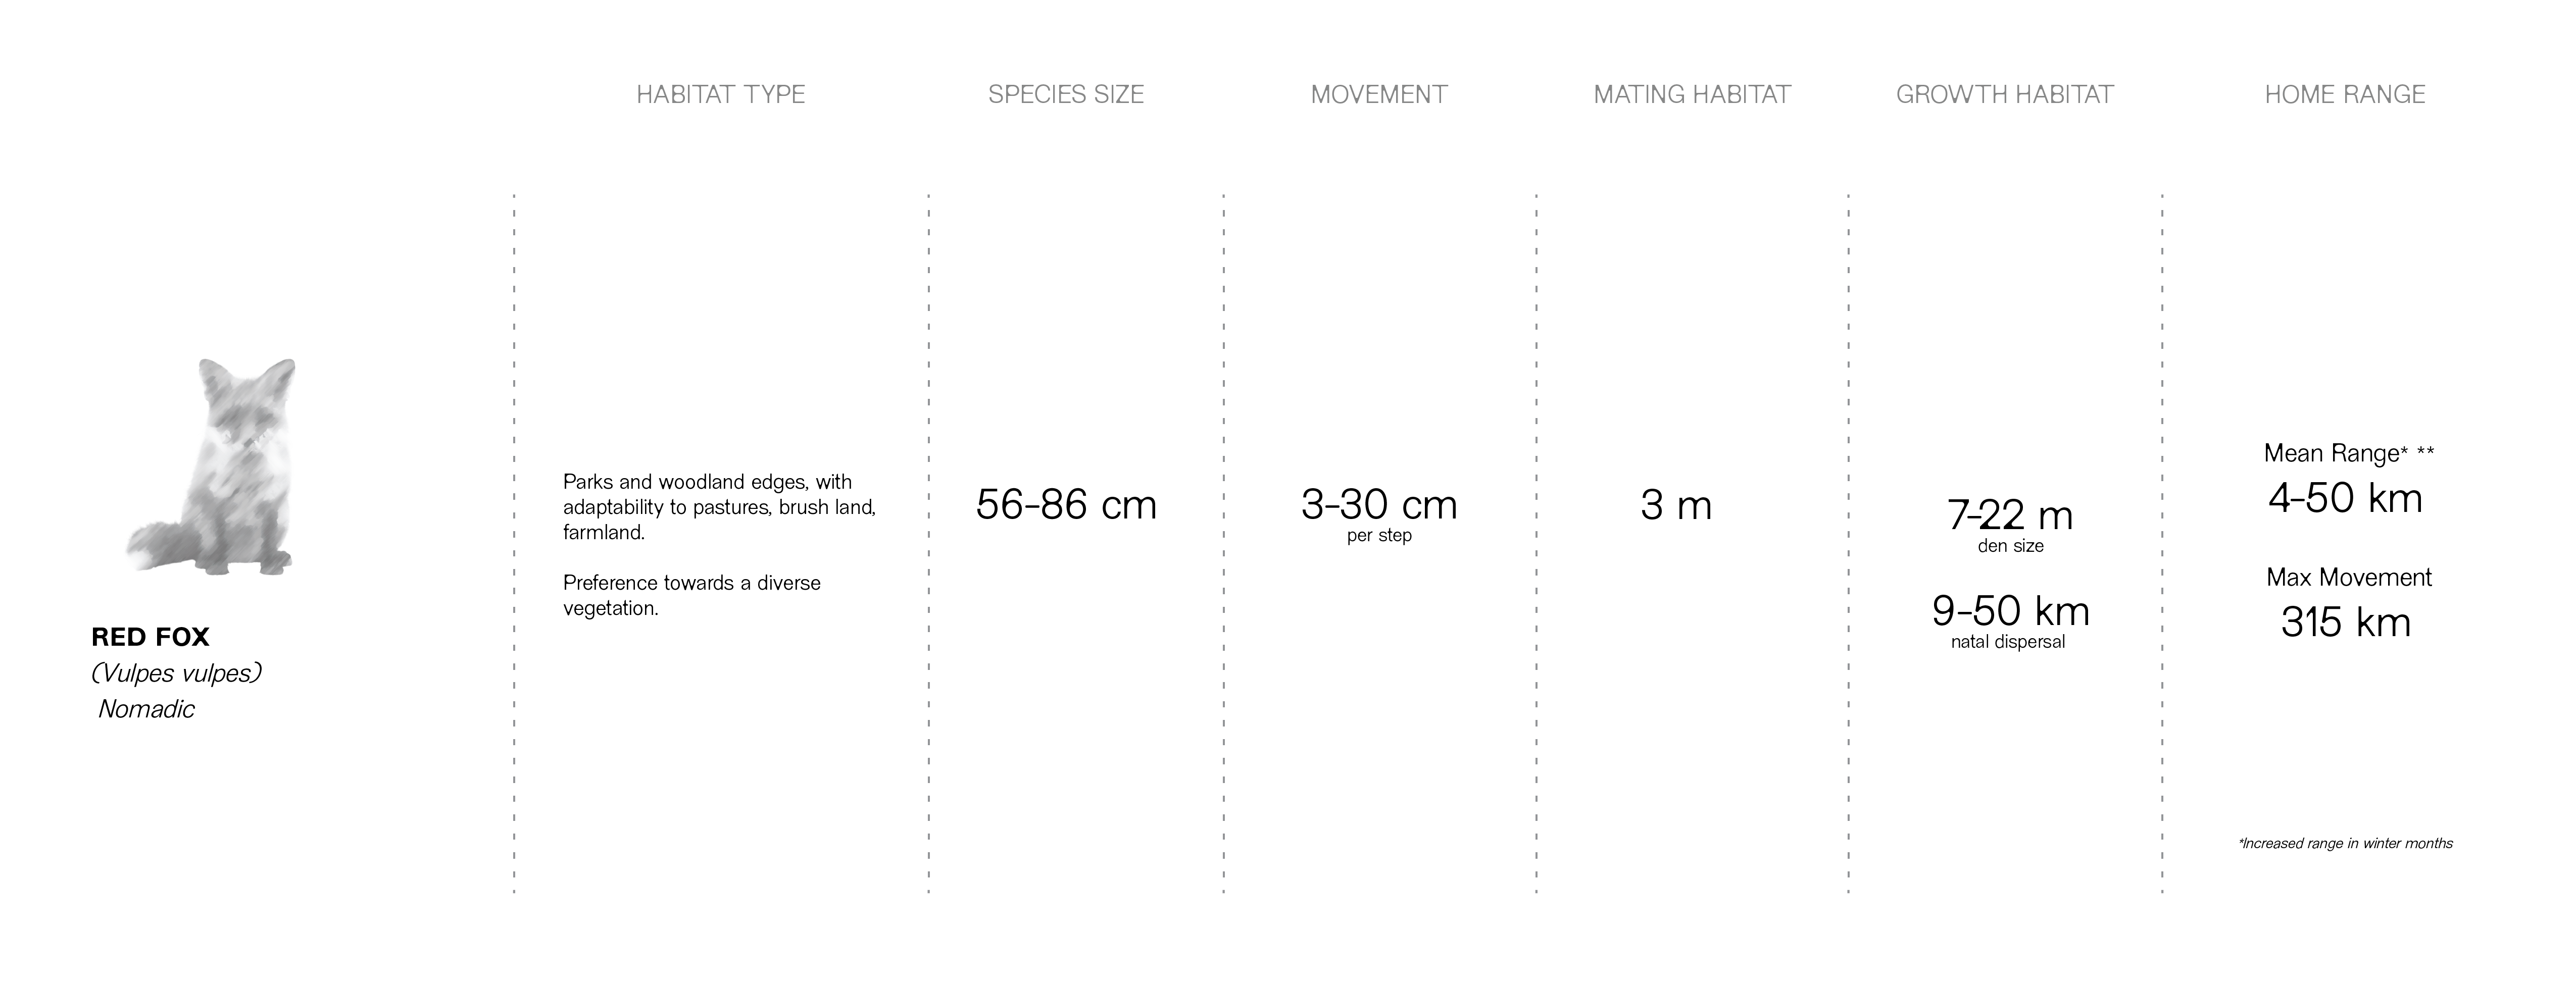 HABITAT TYPE
SPECIES SIZE
MOVEMENT
MATING HABITAT
GROWTH HABITAT
HOME RANGE
RED FOX
(Vulpes vulpes)
Nomadic
Parks and woodland edges, with
adaptability to pastures, brush land,
farmland.
Preference towards a diverse
vegetation.
56-86 cm
3-30 cm
per step
3 m
7-22 m
den size
9-50 km
natal dispersal
Mean Range* **
4-50 km
Max Movement
315 km
*Increased range in winter months